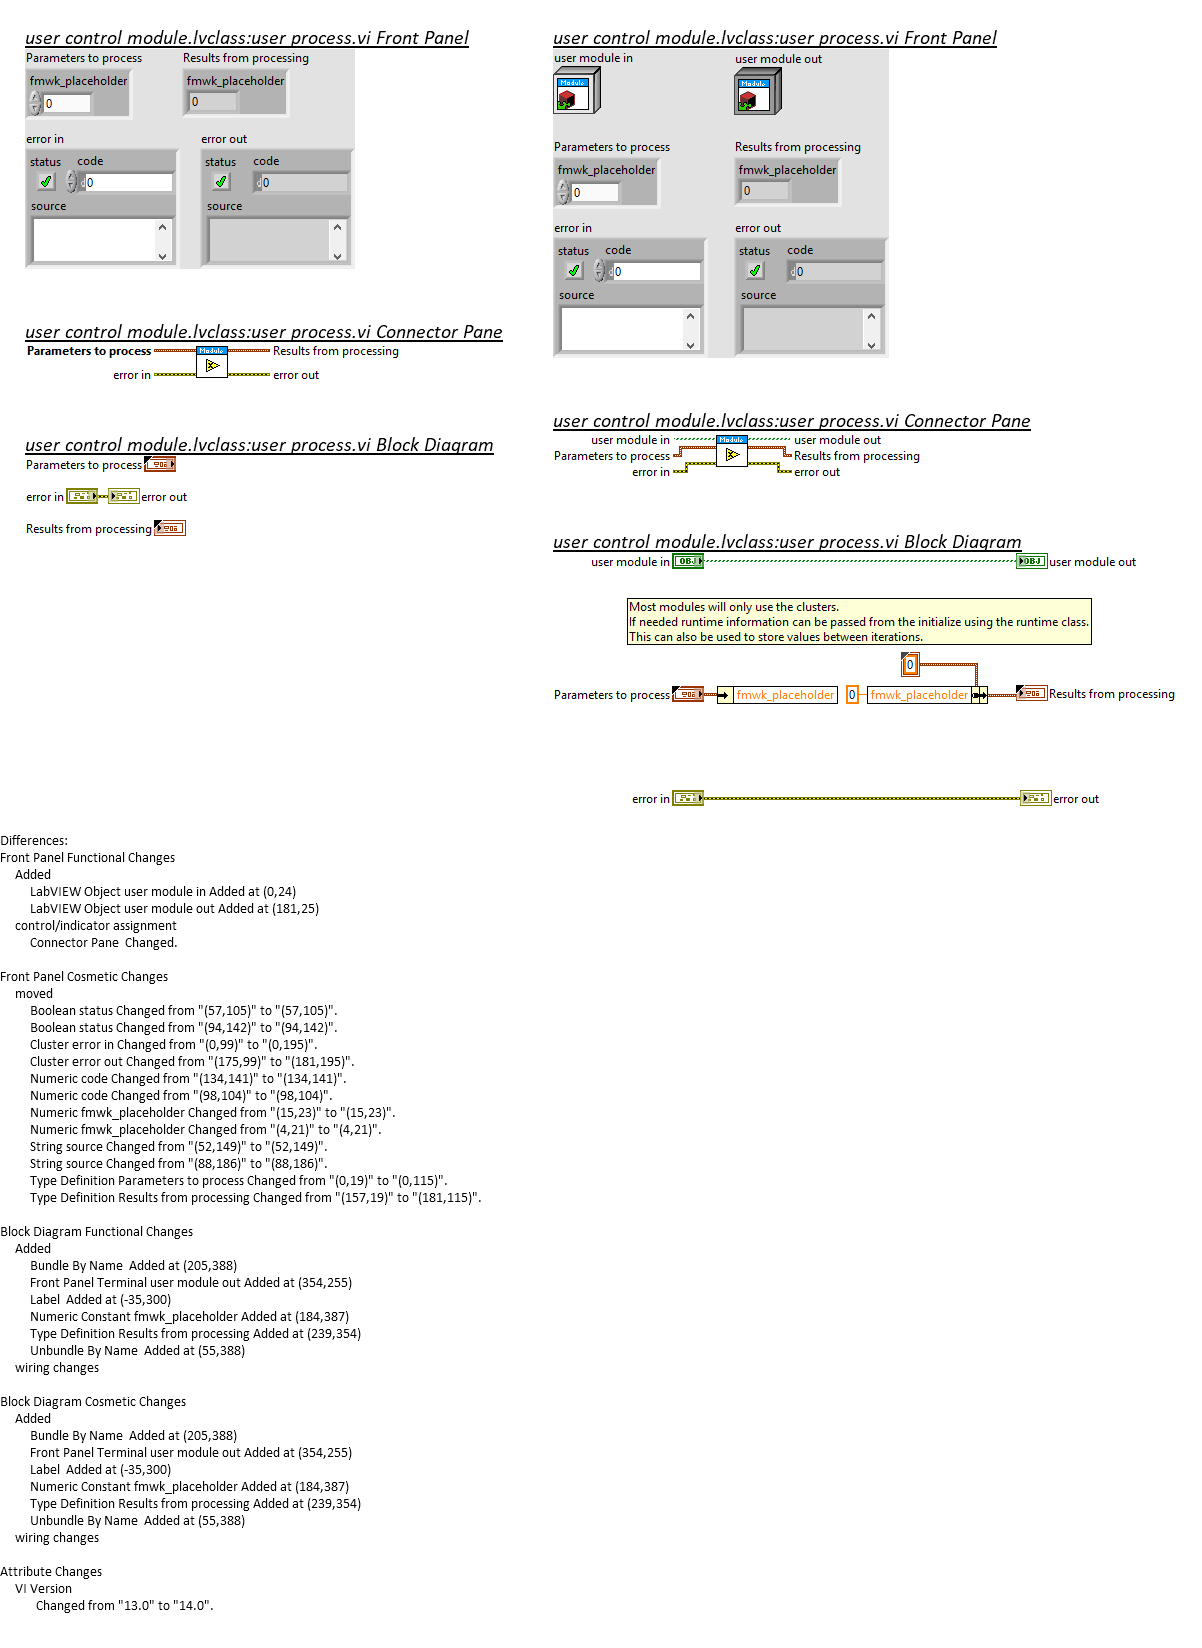 user control module.lvclass:user process.vi Front Panel
Parameters to process
Results from processing
fmwk_placeholder
fmwk_placeholder
0
0
error in
error out
status
code
status
code
d0
d0
source
source
user control module.lvclass:user process.vi Connector Pane
Module
Parameters to process
Results from processing
error in
error out
user control module.lvclass:user process.vi Block Diagram
Parameters to process
error in
error out
Results from processing
user control module.lvclass:user process.vi Front Panel
user module in
user module out
Module
Module
Parameters to process
Results from processing
fmwk_placeholder
fmwk_placeholder
0
0
error in
error out
status
code
status
code
d0
d0
source
source
user control module.lvclass:user process.vi Connector Pane
user module in
Module
user module out
Parameters to process
Results from processing
error in
error out
user control module.lvclass:user process.vi Block Diagram
user module in
OBJ
OBJ
user module out
Most modules will only use the clusters.
If needed runtime information can be passed from the initialize using the runtime class.
This can also be used to store values between iterations.
0
Parameters to process
fmwk_placeholder
0
fmwk_placeholder
Results from processing
error in
error out
Differences:
Front Panel Functional Changes
Added
LabVIEW Object user module in Added at (0,24)
LabVIEW Object user module out Added at (181,25)
control/indicator assignment
Connector Pane  Changed.
Front Panel Cosmetic Changes
moved
Boolean status Changed from "(57,105)" to "(57,105)".
Boolean status Changed from "(94,142)" to "(94,142)".
Cluster error in Changed from "(0,99)" to "(0,195)".
Cluster error out Changed from "(175,99)" to "(181,195)".
Numeric code Changed from "(134,141)" to "(134,141)".
Numeric code Changed from "(98,104)" to "(98,104)".
Numeric fmwk_placeholder Changed from "(15,23)" to "(15,23)".
Numeric fmwk_placeholder Changed from "(4,21)" to "(4,21)".
String source Changed from "(52,149)" to "(52,149)".
String source Changed from "(88,186)" to "(88,186)".
Type Definition Parameters to process Changed from "(0,19)" to "(0,115)".
Type Definition Results from processing Changed from "(157,19)" to "(181,115)".
Block Diagram Functional Changes
Added
Bundle By Name  Added at (205,388)
Front Panel Terminal user module out Added at (354,255)
Label  Added at (-35,300)
Numeric Constant fmwk_placeholder Added at (184,387)
Type Definition Results from processing Added at (239,354)
Unbundle By Name  Added at (55,388)
wiring changes
Block Diagram Cosmetic Changes
Added
Bundle By Name  Added at (205,388)
Front Panel Terminal user module out Added at (354,255)
Label  Added at (-35,300)
Numeric Constant fmwk_placeholder Added at (184,387)
Type Definition Results from processing Added at (239,354)
Unbundle By Name  Added at (55,388)
wiring changes
Attribute Changes
VI Version
Changed from "13.0" to "14.0".